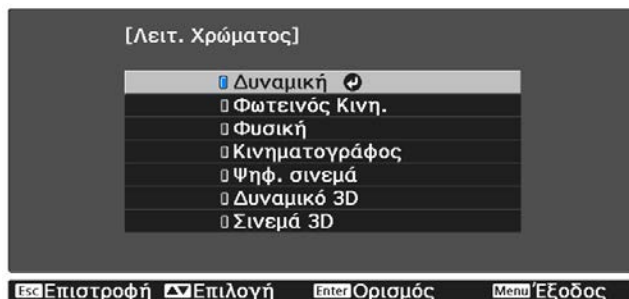 [Λειτ. Χρώματος]
Δυναμική
Φωτεινός Κινη.
Φυσική
Κινηματογράφος
Ψηφ. σινεμά
Δυναμικό 3D
Σινεμά 3D
Esc Επιστροφή Επιλογή Enter Ορισμός Menu Έξοδος